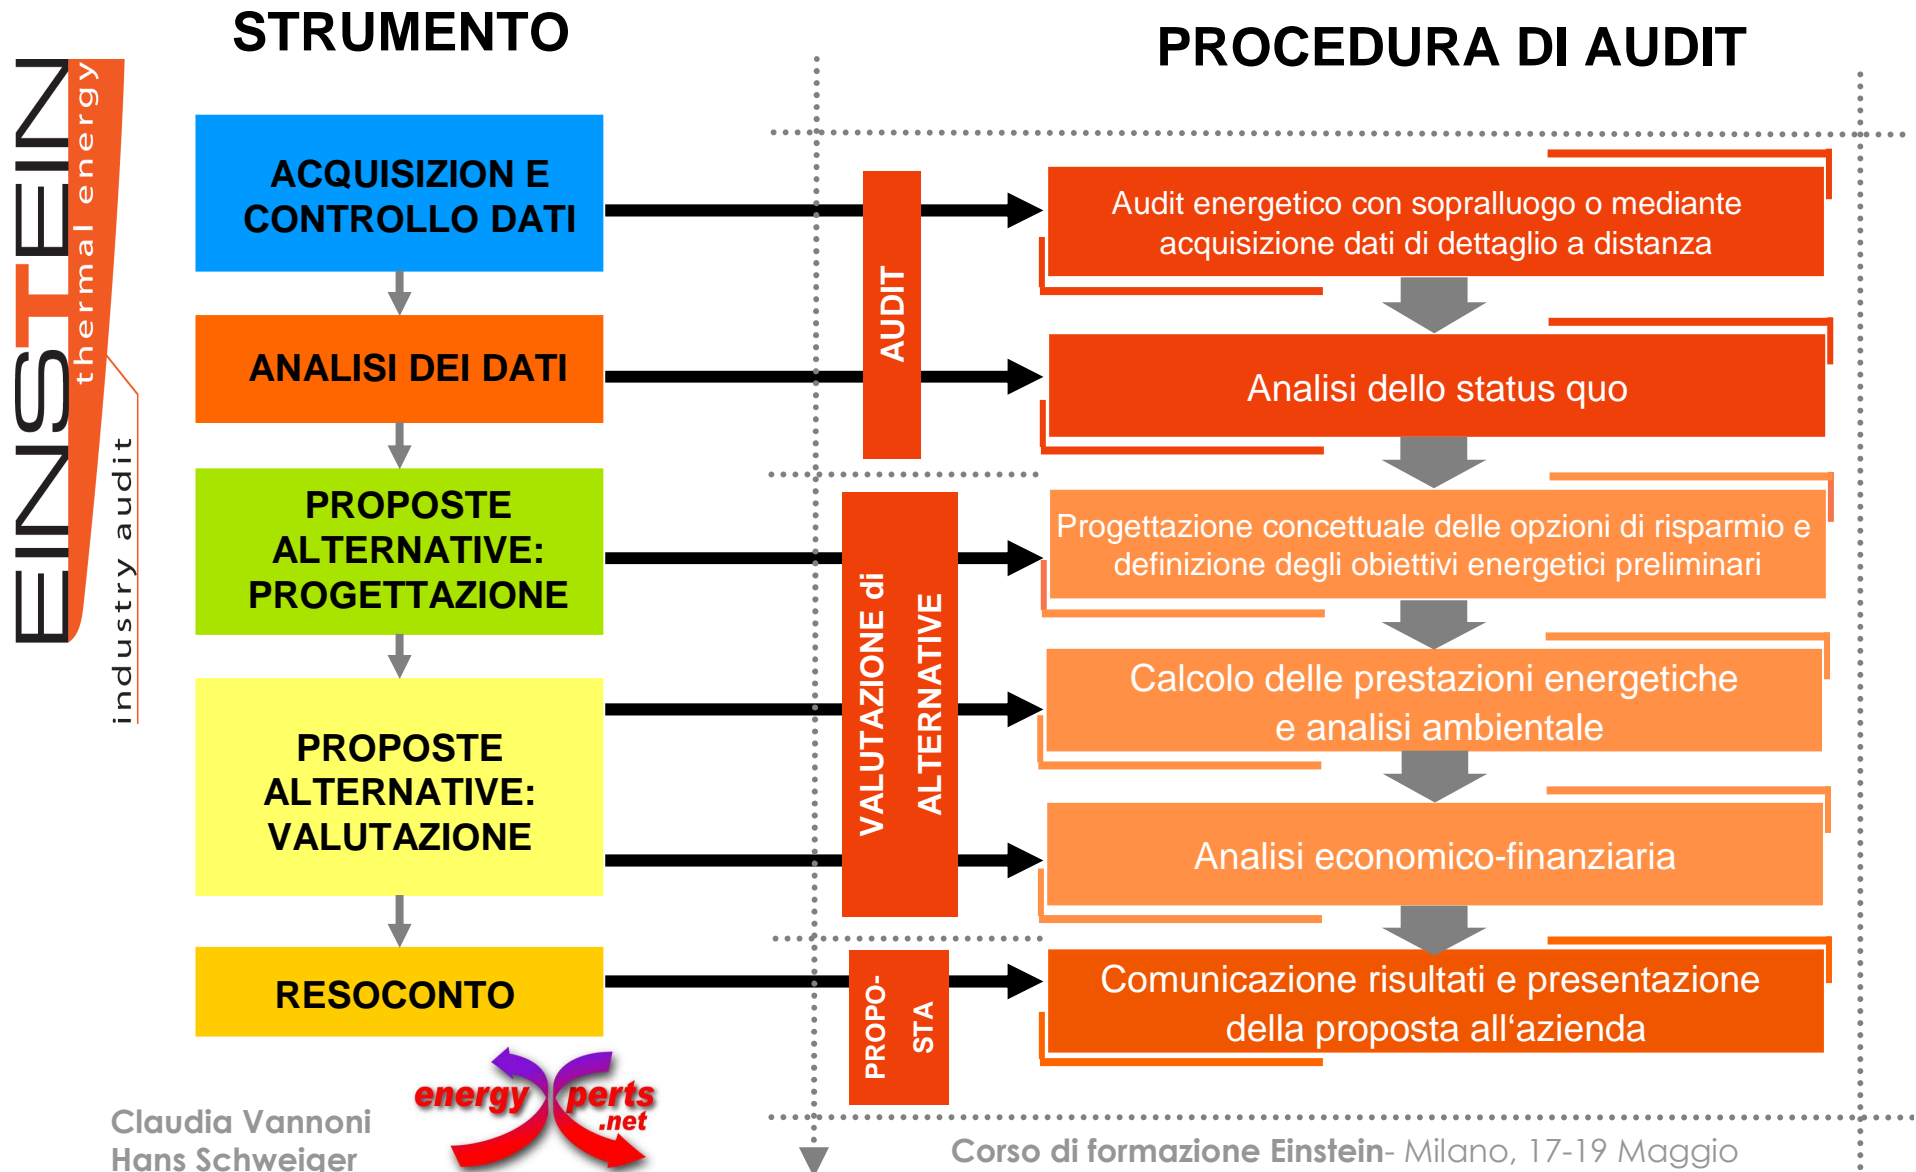 STRUMENTO
PROCEDURA DI AUDIT
EINSTEIN
thermal energy
industry audit
ACQUISIZION E
CONTROLLO DATI
ANALISI DEI DATI
PROPOSTE
ALTERNATIVE:
PROGETTAZIONE
PROPOSTE
ALTERNATIVE:
VALUTAZIONE
RESOCONTO
AUDIT
VALUTAZIONE di
ALTERNATIVE
PROPO-
STA
Audit energetico con sopralluogo o mediante
acquisizione dati di dettaglio a distanza
Analisi dello status quo
Progettazione concettuale delle opzioni di risparmio e
definizione degli obiettivi energetici preliminari
Calcolo delle prestazioni energetiche
e analisi ambientale
Analisi economico-finanziaria
Comunicazione risultati e presentazione
della proposta all‘azienda
energy perts
.net
Claudia Vannoni
Hans Schweiger
Corso di formazione Einstein- Milano, 17-19 Maggio